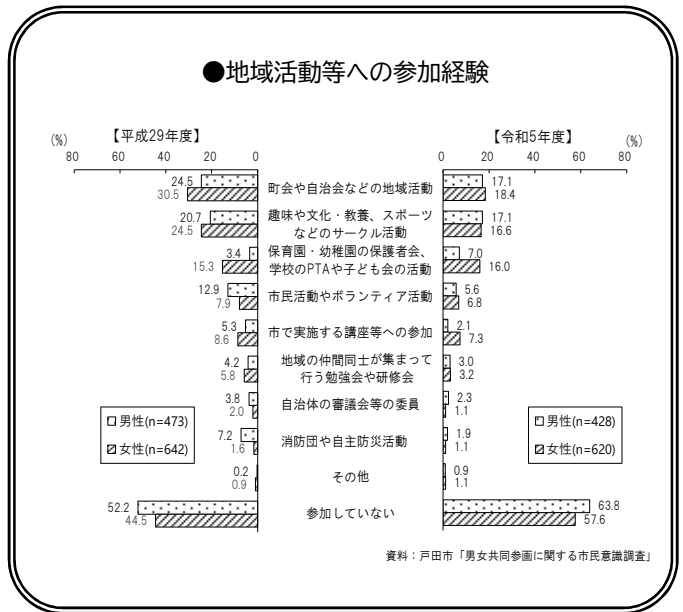 ●地域活動等への参加経験
【平成29年度】
【令和5年度】
(%)
(%)
80 60 40 20 0
0 20 40 60 80
24.5 町会や自治会などの地域活動 17.1
30.5 18.4
20.7 趣味や文化・教養、スポーツ 17.1
24.5 などのサークル活動 16.6
3.4 保育園・幼稚園の保護者会、 7.0
15.3 学校のPTAや子ども会の活動 16.0
12.9 市民活動やボランティア活動 5.6
7.9 6.8
5.3 市で実施する講座等への参加 2.1
8.6 7.3
4.2 地域の仲間同士が集まって 3.0
5.8 行う勉強会や研修会 3.2
3.8 自治体の審議会等の委員 2.3
2.0 1.1
7.2 消防団や自主防災活動 1.9
1.6 1.1
0.2 その他 0.9
0.9 1.1
52.2 参加していない 63.8
44.5 57.6
男性(n=473)
女性(n=642)
男性(n=428)
女性(n=620)
資料：戸田市「男女共同参画に関する市民意識調査」